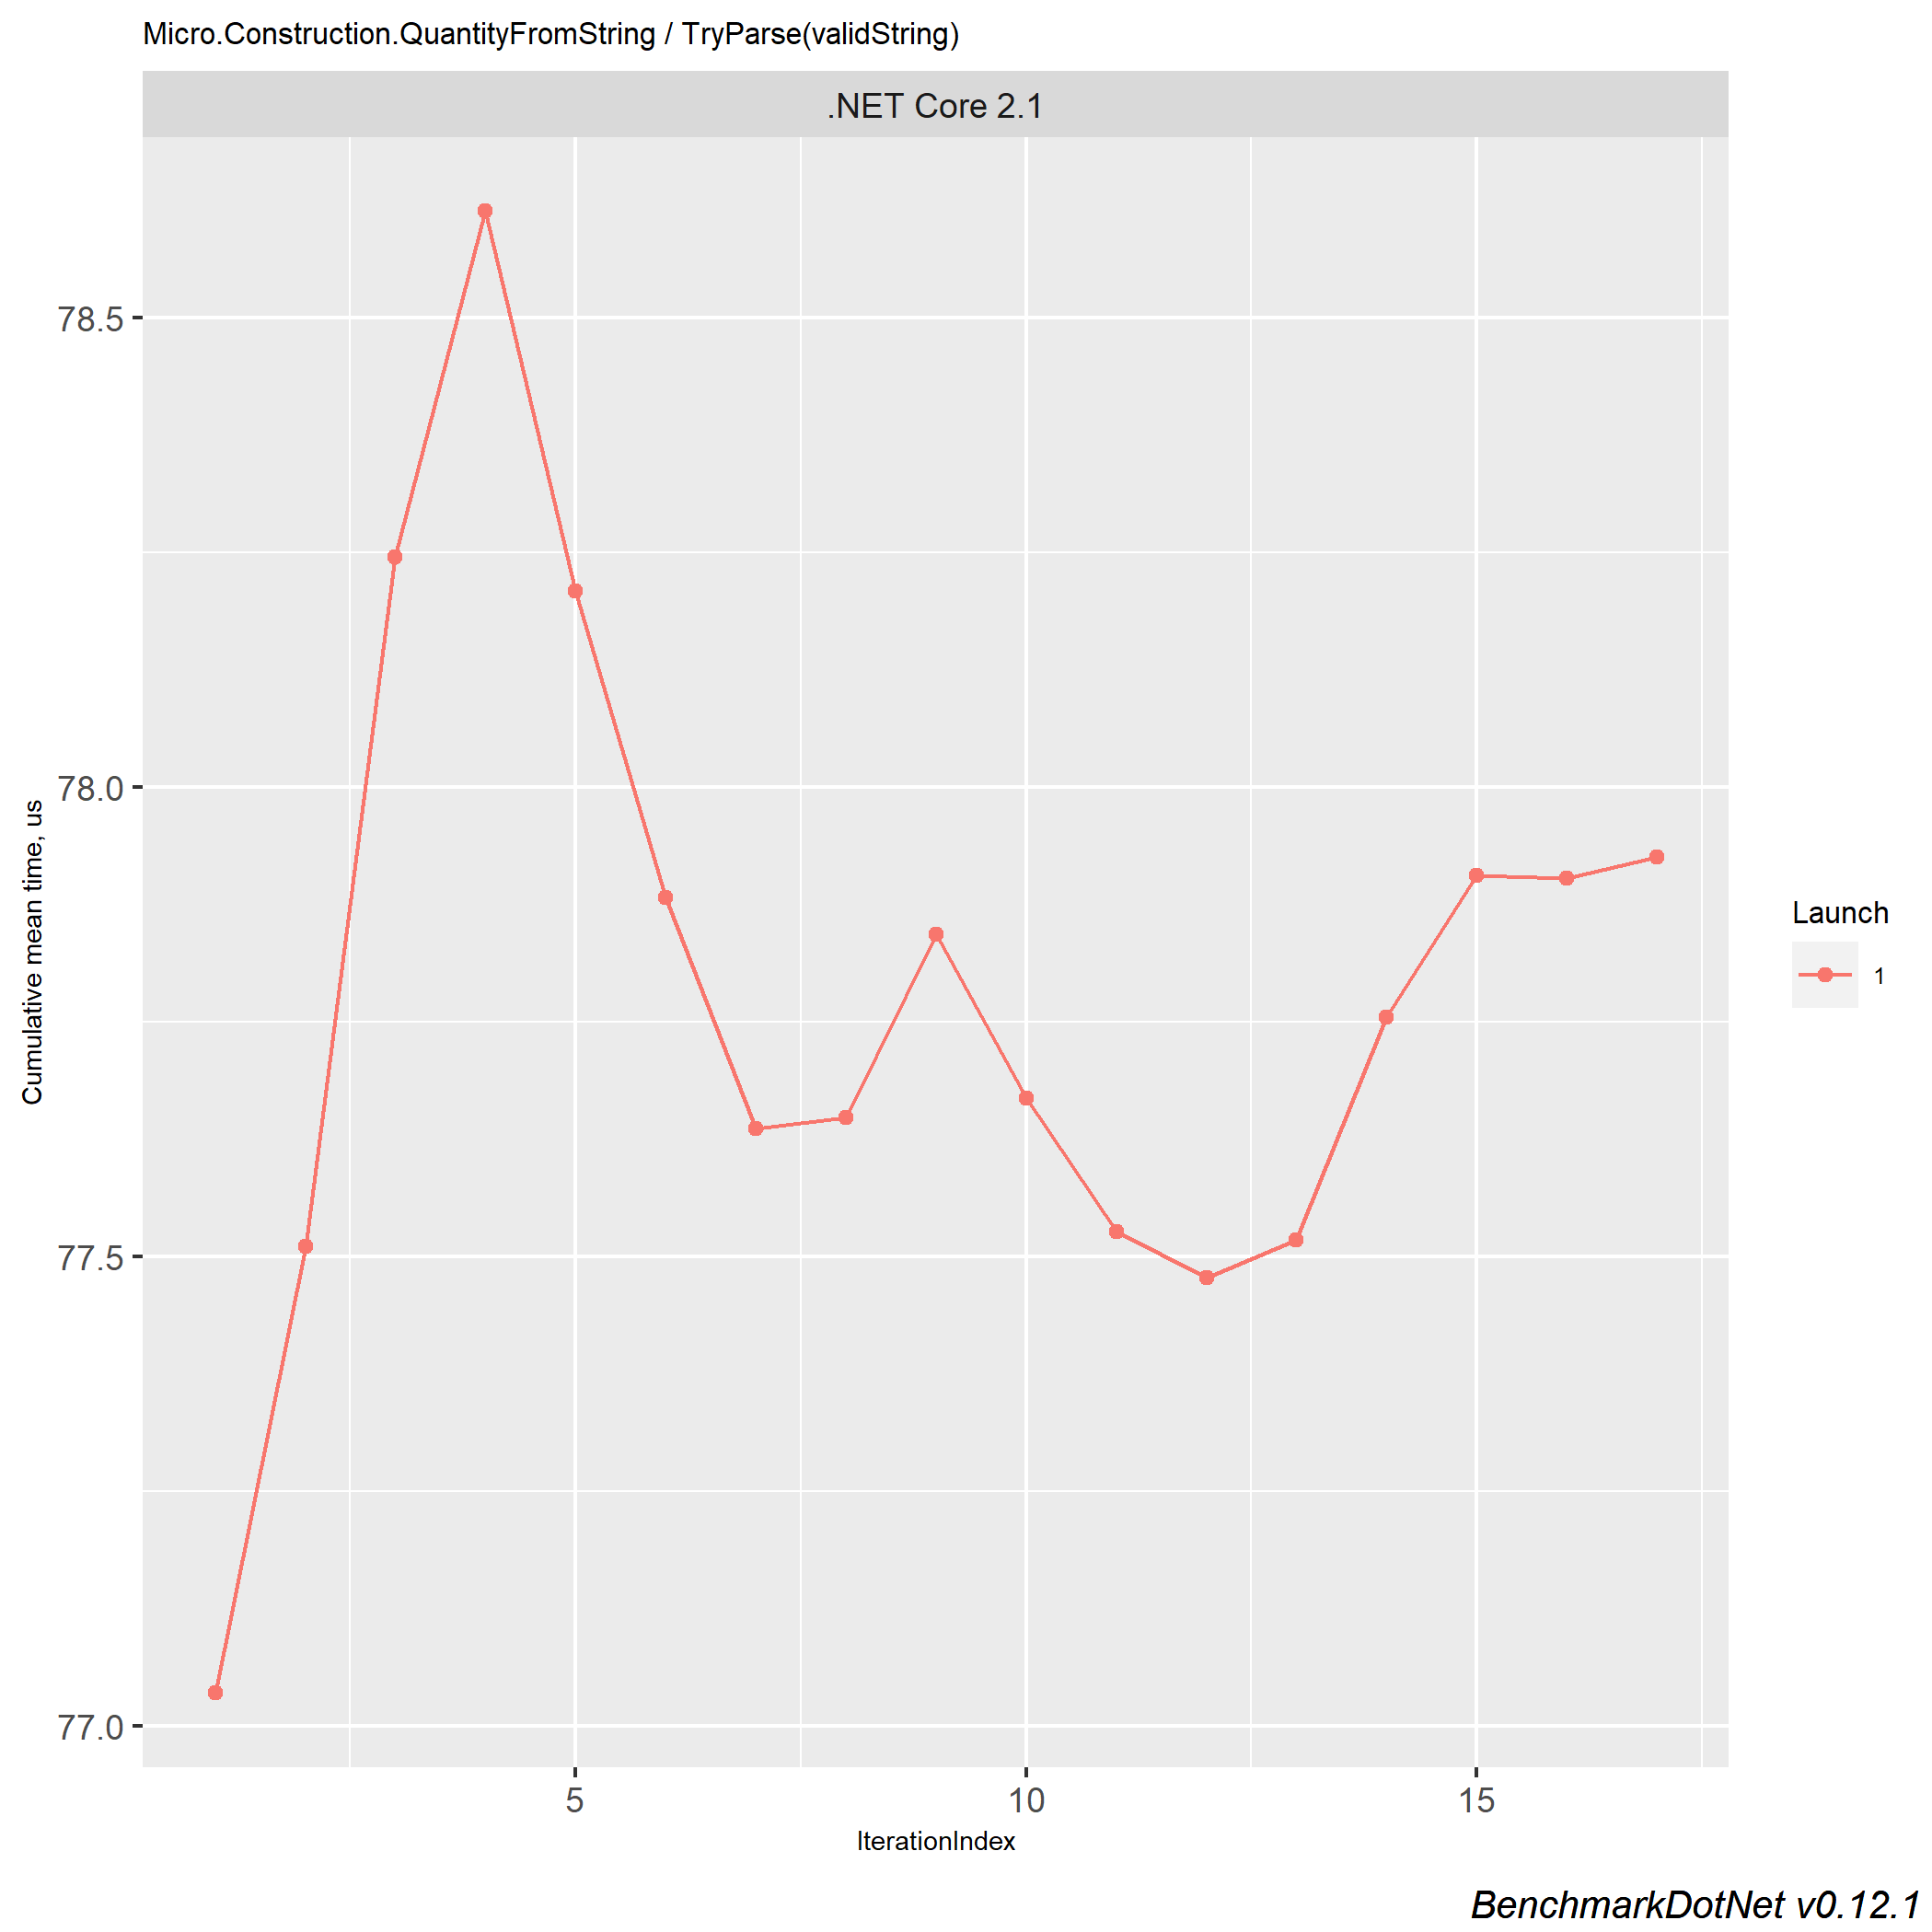 Micro.Construction.QuantityFromString / TryParse(validString)
.NET Core 2.1
78.5
78.0
77.5
77.0
Cumulative mean time, us
5 10 15
IterationIndex
Launch
1
BenchmarkDotNet v0.12.1